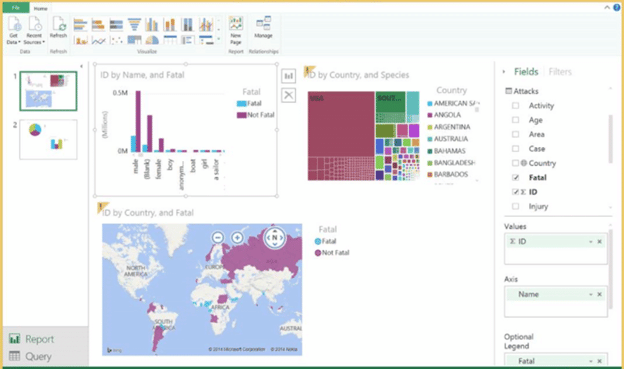 File
Home
Get Data
Recent Sources
Refresh
New Page
Manage
Data
Refresh
Visualize
Report
Relationships
1
2
ID by Name, and Fatal
0.5M
0M
(Millions)
male
(Blank)
female
boy
anonym...
boat
girl
a sailor
Fatal
Fatal
Not Fatal
ID by Country, and Species
USA
SOUT...
Country
AMERICAN SA
ANGOLA
ARGENTINA
AUSTRALIA
BAHAMAS
BANGLADESH
BARBADOS
ID by Country, and Fatal
NORTH AMERICA
SOUTH AMERICA
EUROPE
AFRICA
ASIA
AUSTRAL
N
bing
© 2014 Microsoft Corporation © 2014 Nokia
Fatal
Fatal
Not Fatal
Fields
Filters
Attacks
Activity
Age
Area
Case
Country
Fatal
Σ ID
Injury
Values
Σ ID
Axis
Name
Optional
Legend
Fatal
Report
Query